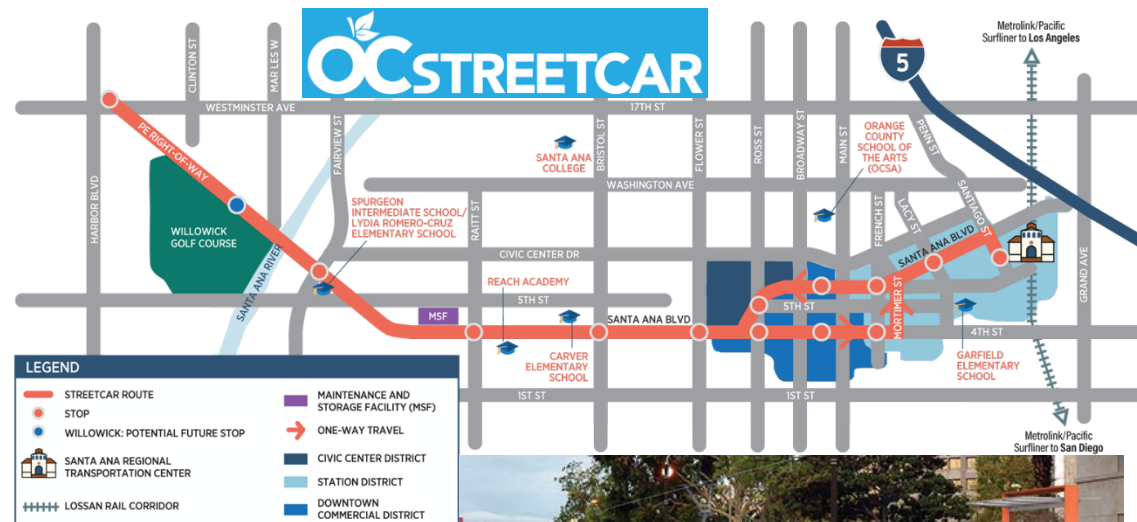 OC STREETCAR
Metrolink/Pacific
Surfliner to Los Angeles
5
HARBOR BLVD
CLINTON ST
MAR LES W
WESTMINSTER AVE
17TH ST
PE RIGHT-OF-WAY
FAIRVIEW ST
BRISTOL ST
FLOWER ST
ROSS ST
BROADWAY ST
MAIN ST
PENN ST
SANTA ANA
COLLEGE
ORANGE
COUNTY
SCHOOL OF
THE ARTS
(OCSA)
WASHINGTON AVE
SPURGEON
INTERMEDIATE SCHOOL/
LYDIA ROMERO-CRUZ
ELEMENTARY SCHOOL
RAITT ST
FRENCH ST
LACY ST
SANTIAGO ST
WILLOWICK
GOLF COURSE
SANTA ANA RIVER
CIVIC CENTER DR
SANTA ANA BLVD
GRAND AVE
REACH ACADEMY
5TH ST
MSF
SANTA ANA BLVD
5TH ST
MORTIMER ST
4TH ST
CARVER
ELEMENTARY
SCHOOL
GARFIELD
ELEMENTARY
SCHOOL
1ST ST
1ST ST
Metrolink/Pacific
Surfliner to San Diego
LEGEND
STREETCAR ROUTE
STOP
WILLOWICK: POTENTIAL FUTURE STOP
SANTA ANA REGIONAL
TRANSPORTATION CENTER
LOSSAN RAIL CORRIDOR
MAINTENANCE AND
STORAGE FACILITY (MSF)
ONE-WAY TRAVEL
CIVIC CENTER DISTRICT
STATION DISTRICT
DOWNTOWN
COMMERCIAL DISTRICT